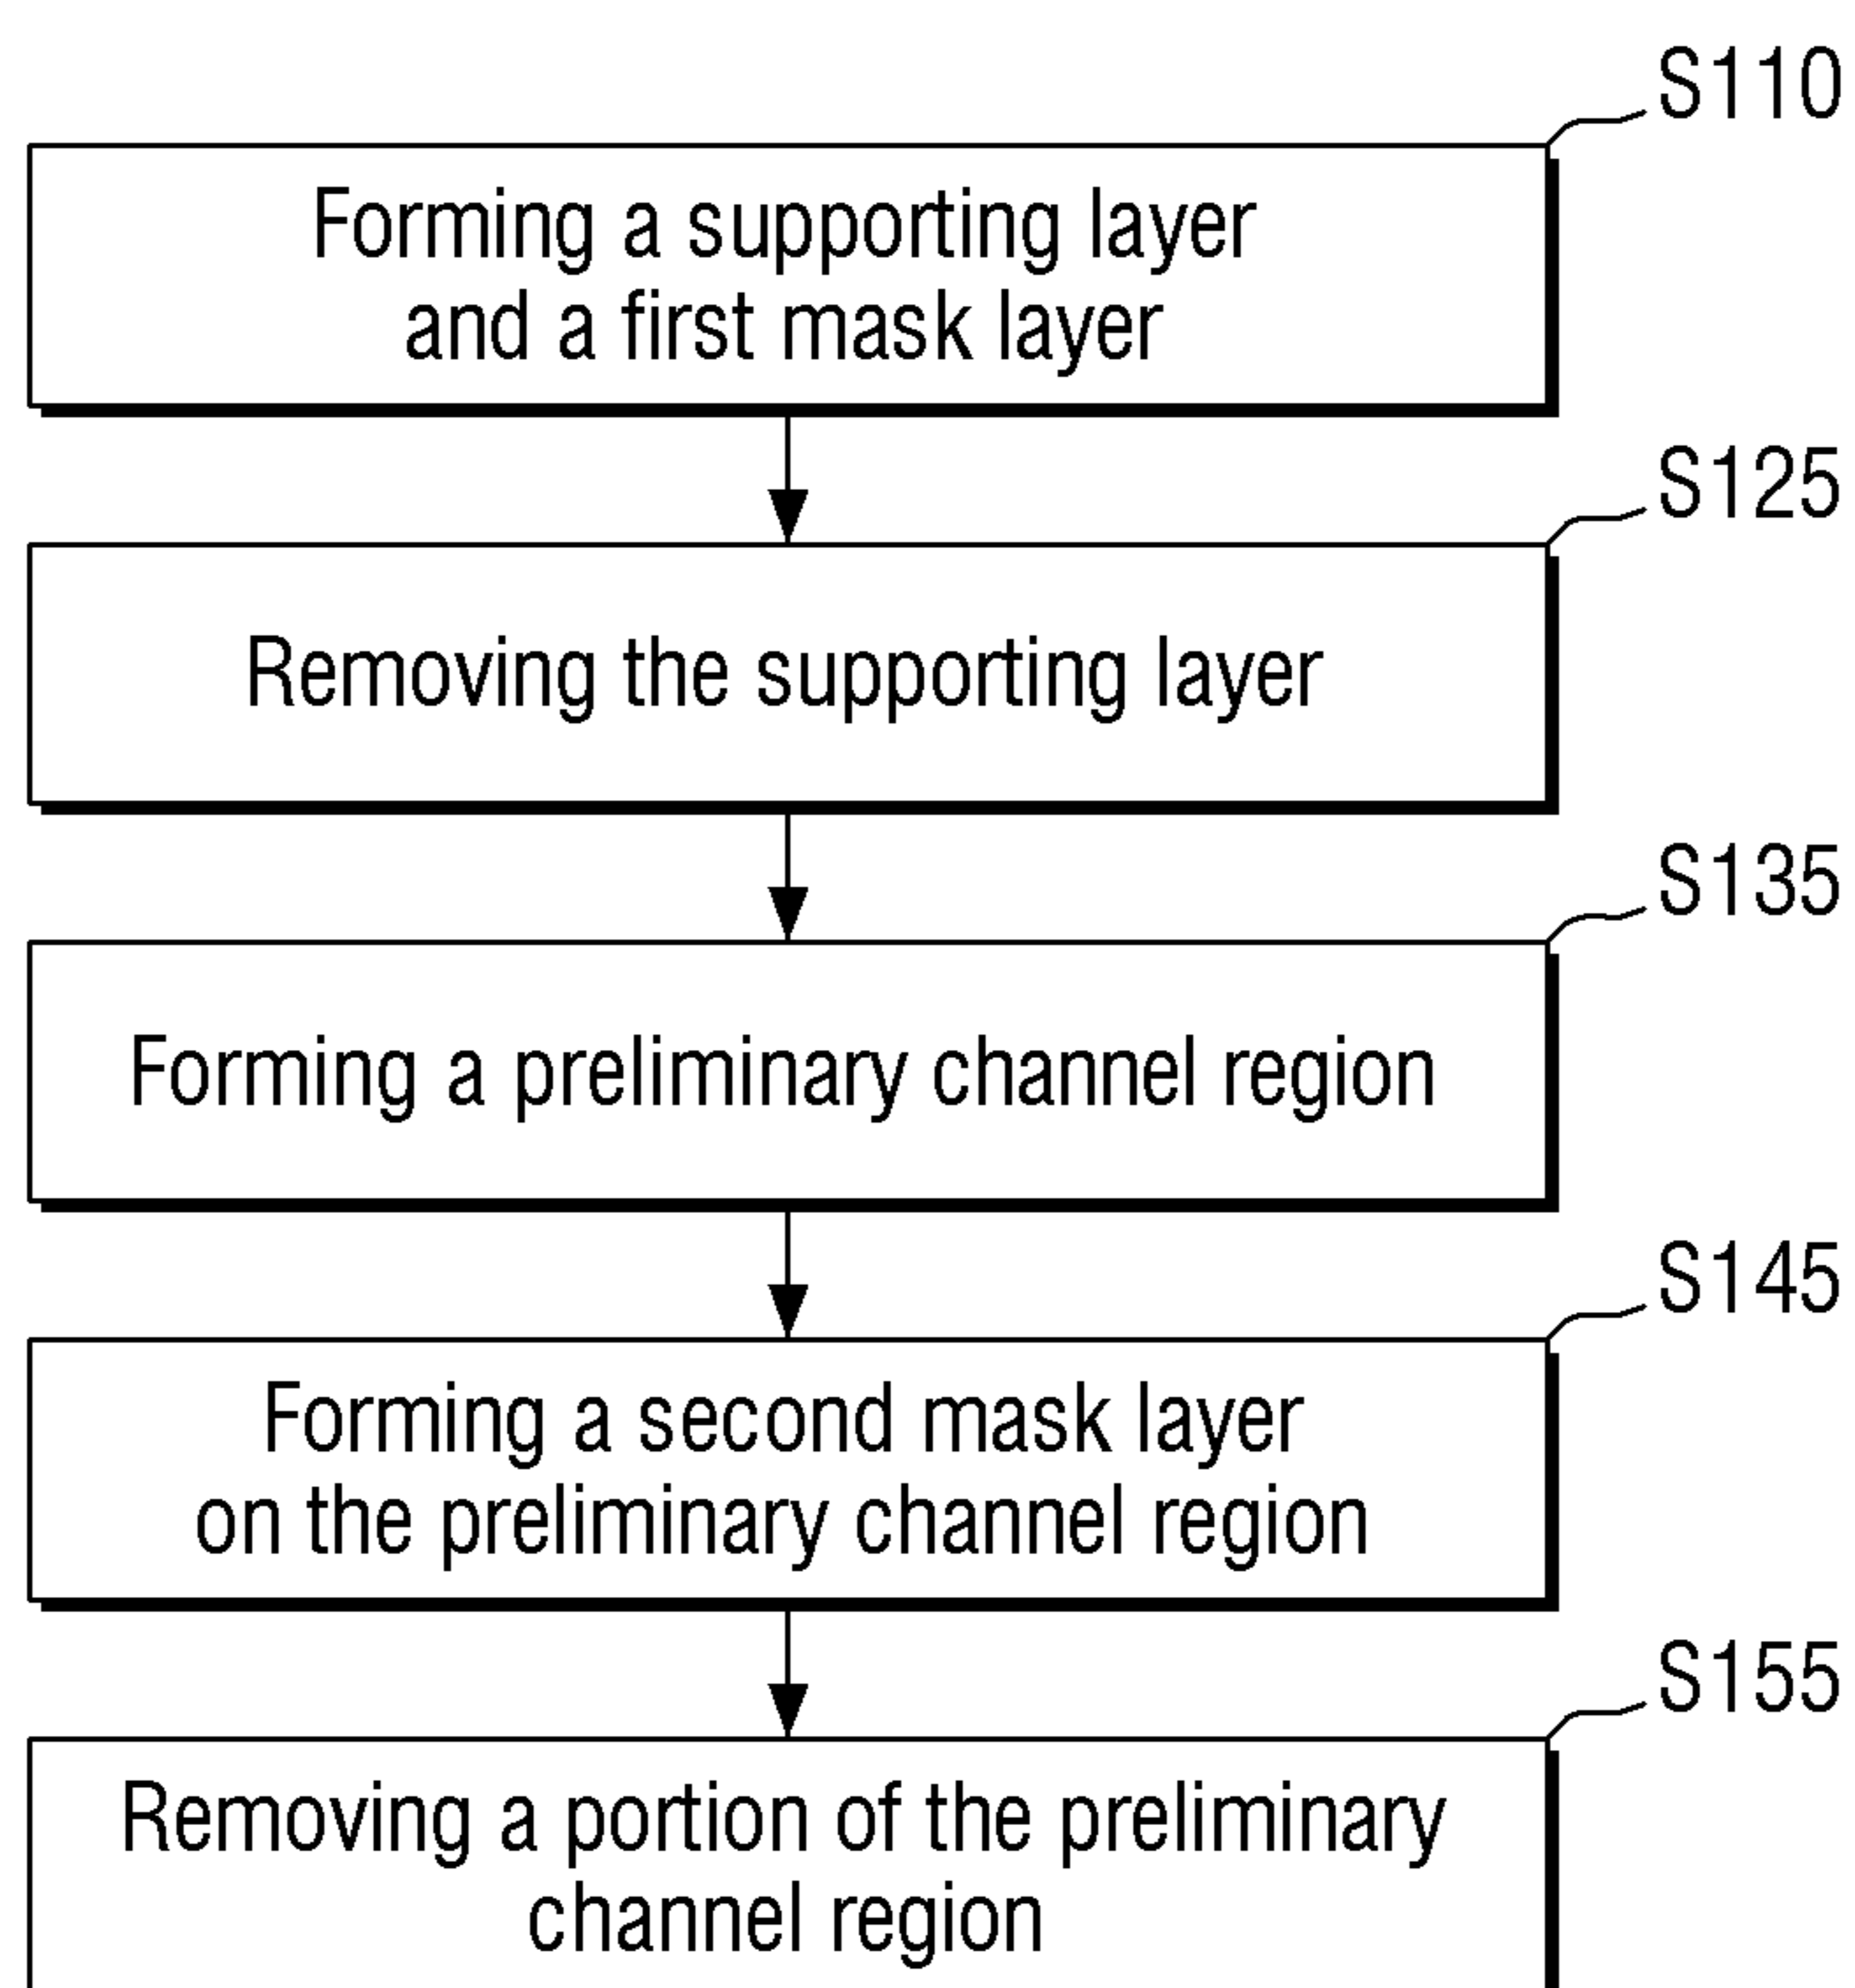 S110
Forming a supporting layer
and a first mask layer
S125
Removing the supporting layer
S135
Forming a preliminary channel region
S145
Forming a second mask layer
on the preliminary channel region
S155
Removing a portion of the preliminary
channel region